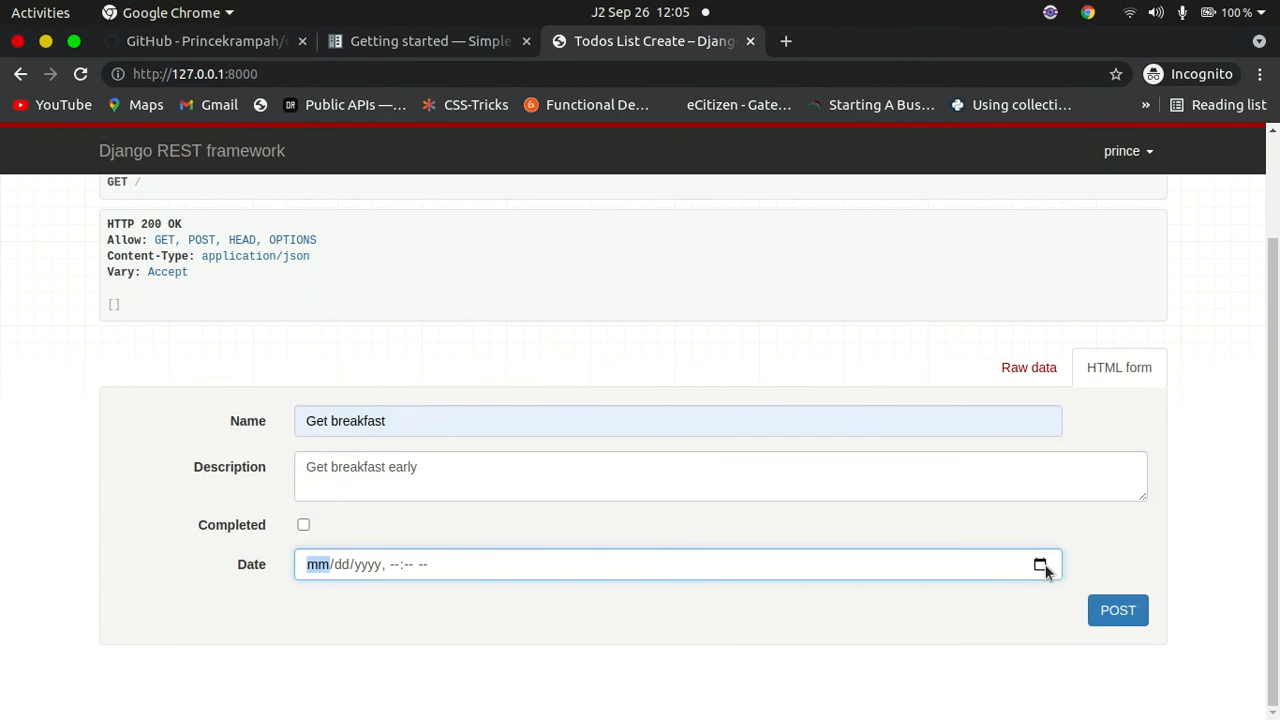 Activities Google Chrome J2 Sep 26 12:05 100 %
GitHub - Princekrampah/ Getting started — Simple Todos List Create – Djang
http://127.0.0.1:8000 Incognito
YouTube Maps Gmail DR Public APIs —… CSS-Tricks Functional De… eCitizen - Gate… Starting A Bus… Using collecti… » Reading list
Django REST framework prince
GET /
HTTP 200 OK
Allow: GET, POST, HEAD, OPTIONS
Content-Type: application/json
Vary: Accept
[]
Raw data HTML form
Name Get breakfast
Description Get breakfast early
Completed
Date mm/dd/yyyy, --:-- --
POST